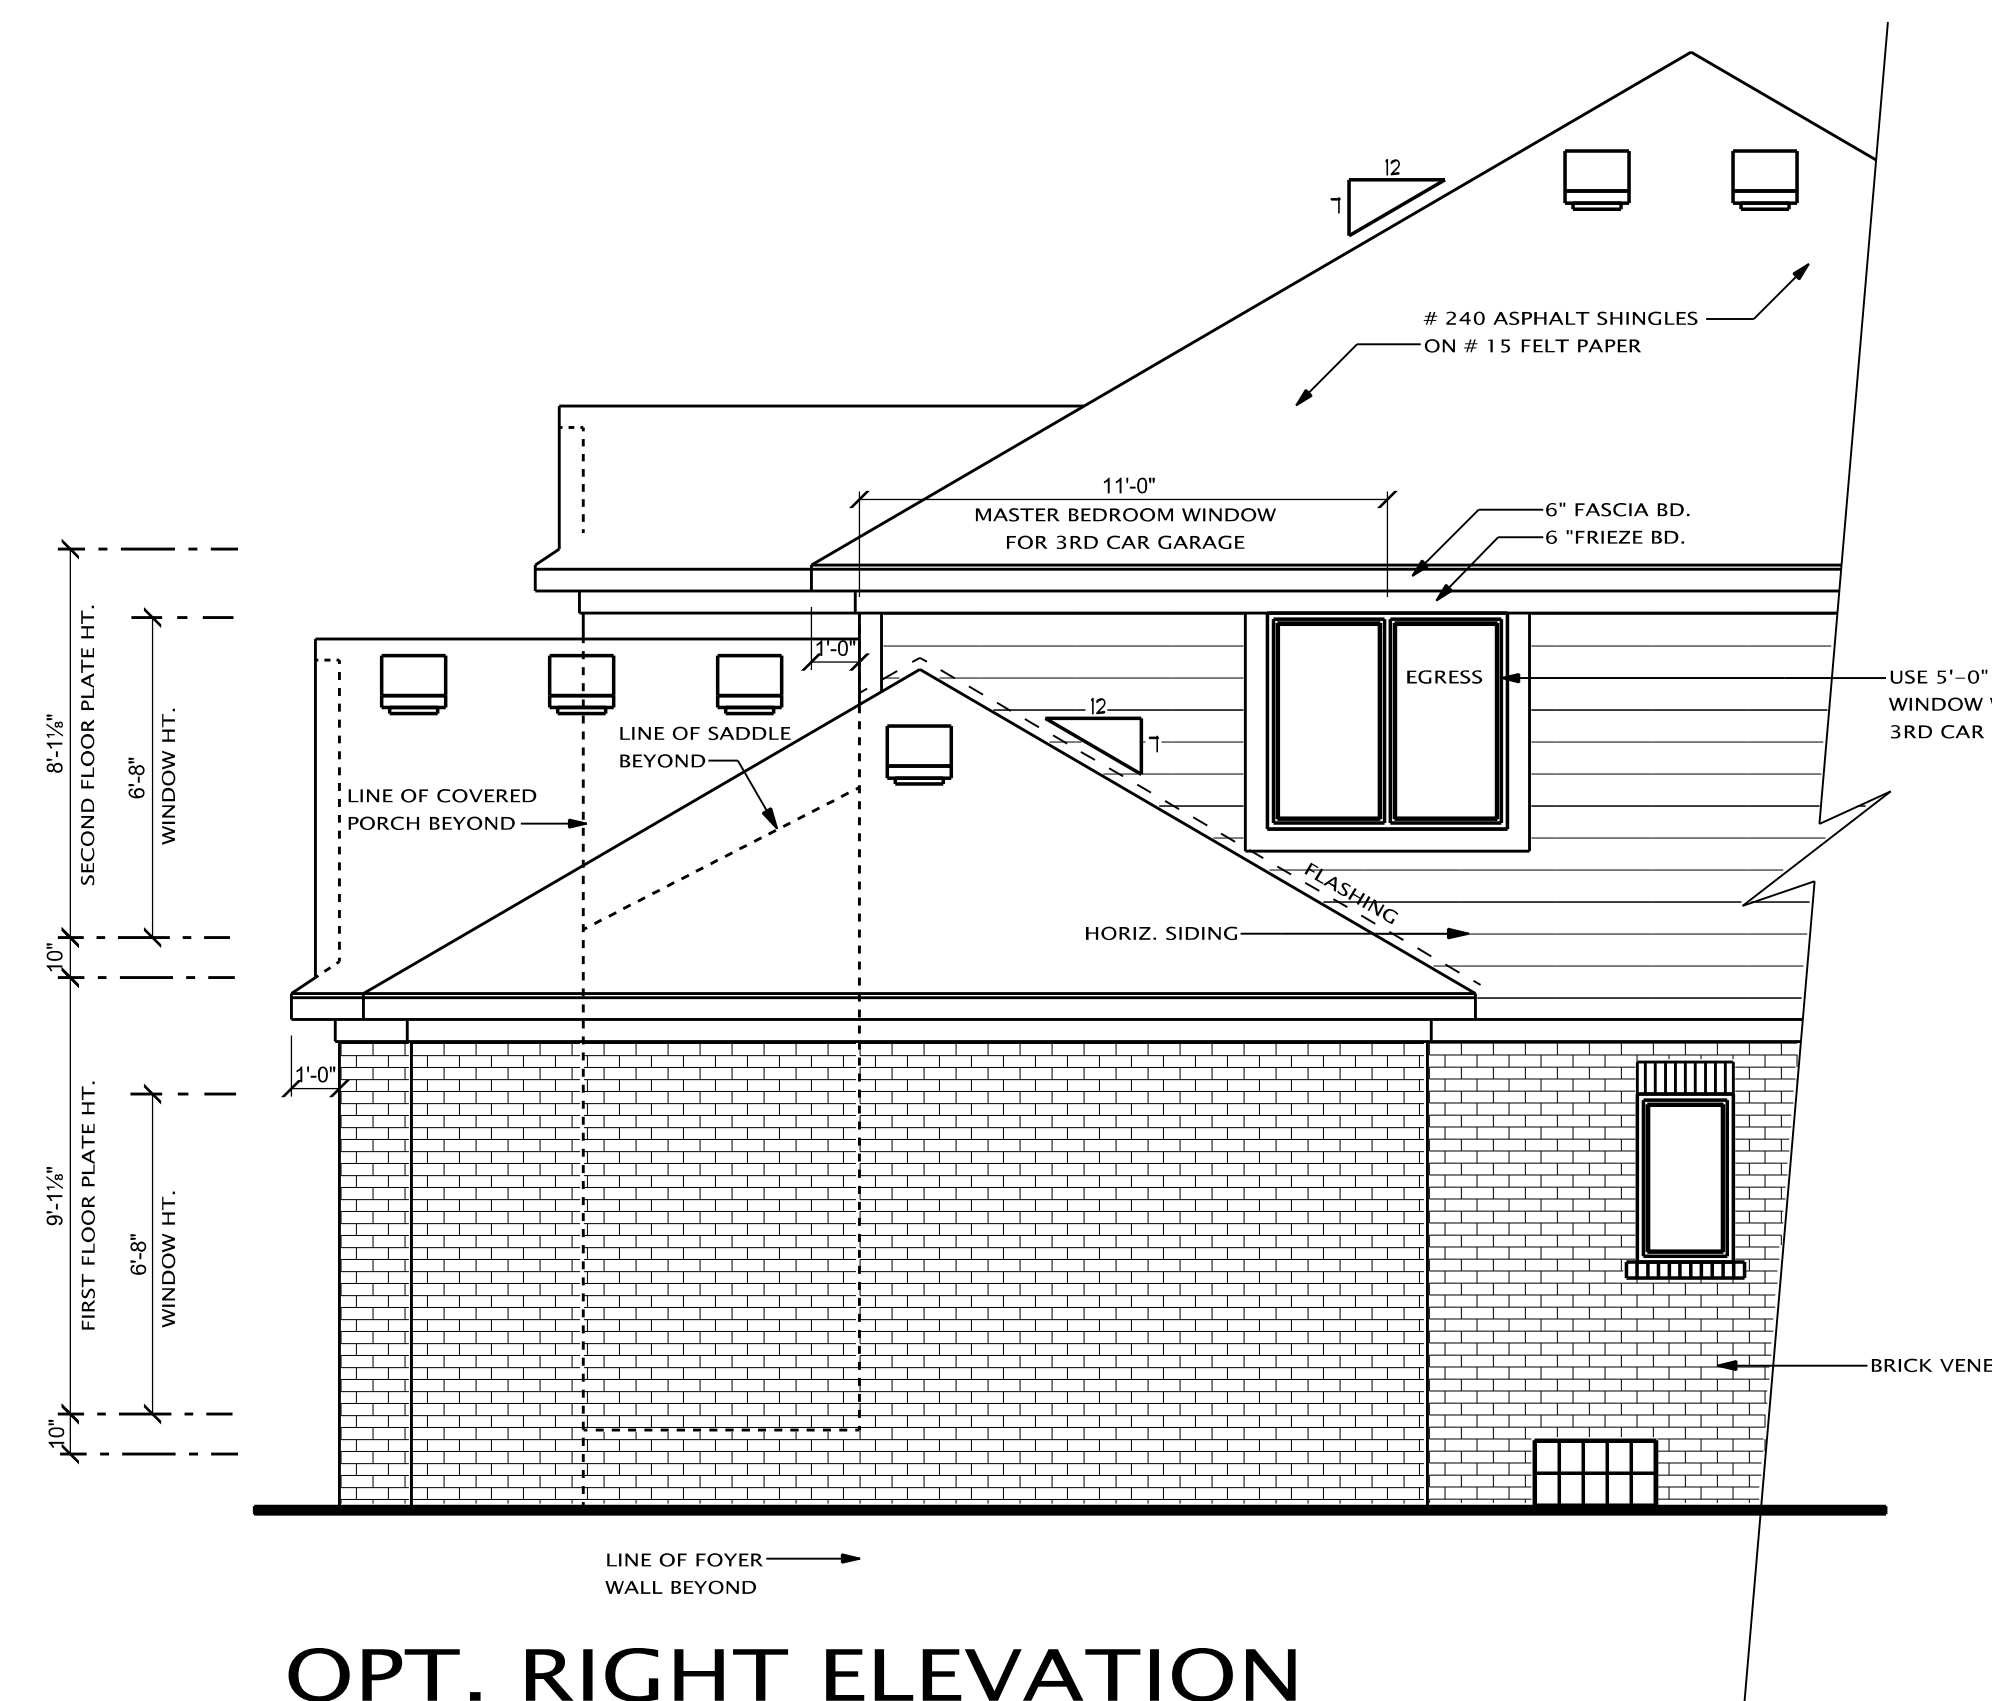 12
7
# 240 ASPHALT SHINGLES
ON # 15 FELT PAPER
11'-0"
MASTER BEDROOM WINDOW
FOR 3RD CAR GARAGE
6" FASCIA BD.
6 "FRIEZE BD.
8'-1⅛"
SECOND FLOOR PLATE HT.
6'-8"
WINDOW HT.
1'-0"
EGRESS
USE 5'-0"
WINDOW
3RD CAR
12
7
LINE OF SADDLE
BEYOND
LINE OF COVERED
PORCH BEYOND
FLASHING
HORIZ. SIDING
10"
1'-0"
9'-1⅛"
FIRST FLOOR PLATE HT.
6'-8"
WINDOW HT.
BRICK VENE
10"
LINE OF FOYER
WALL BEYOND
OPT. RIGHT ELEVATION